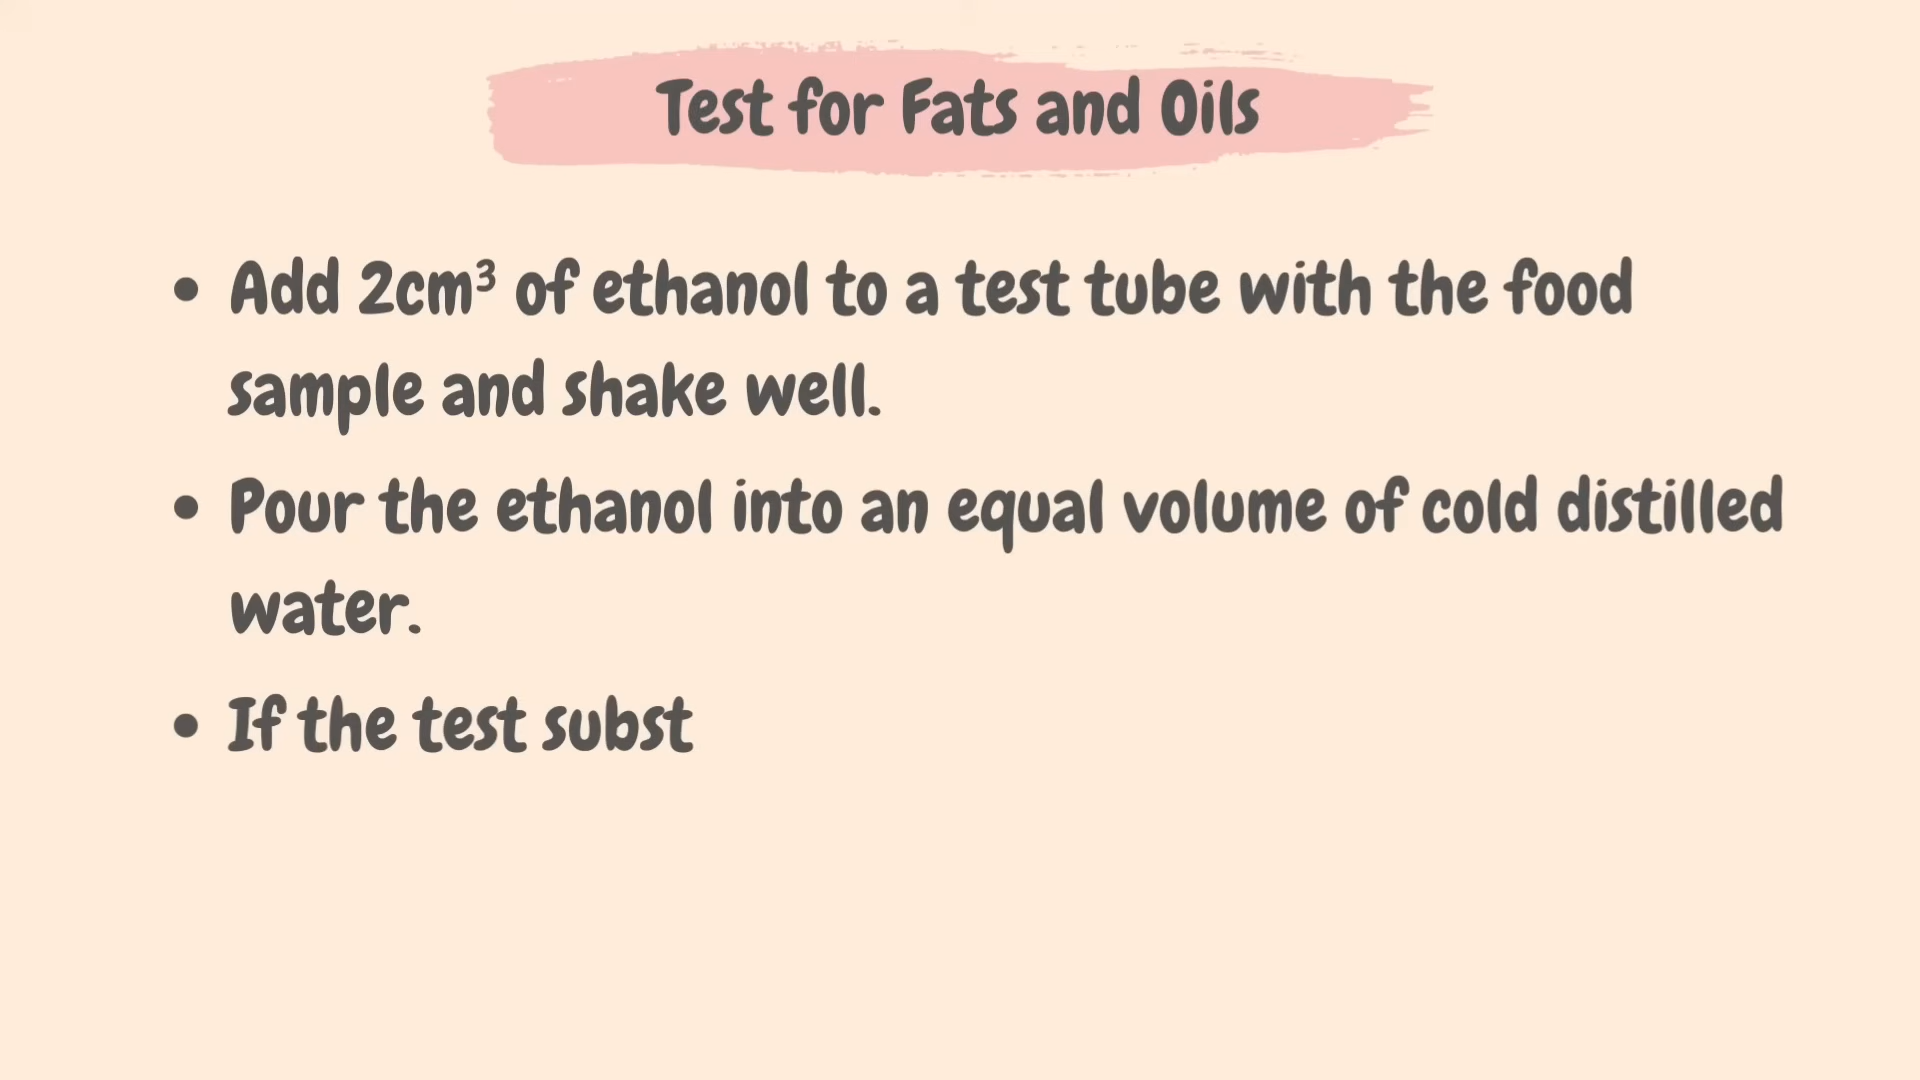 Test for Fats and Oils
• Add 2cm³ of ethanol to a test tube with the food
sample and shake well.
• Pour the ethanol into an equal volume of cold distilled
water.
• If the test subst